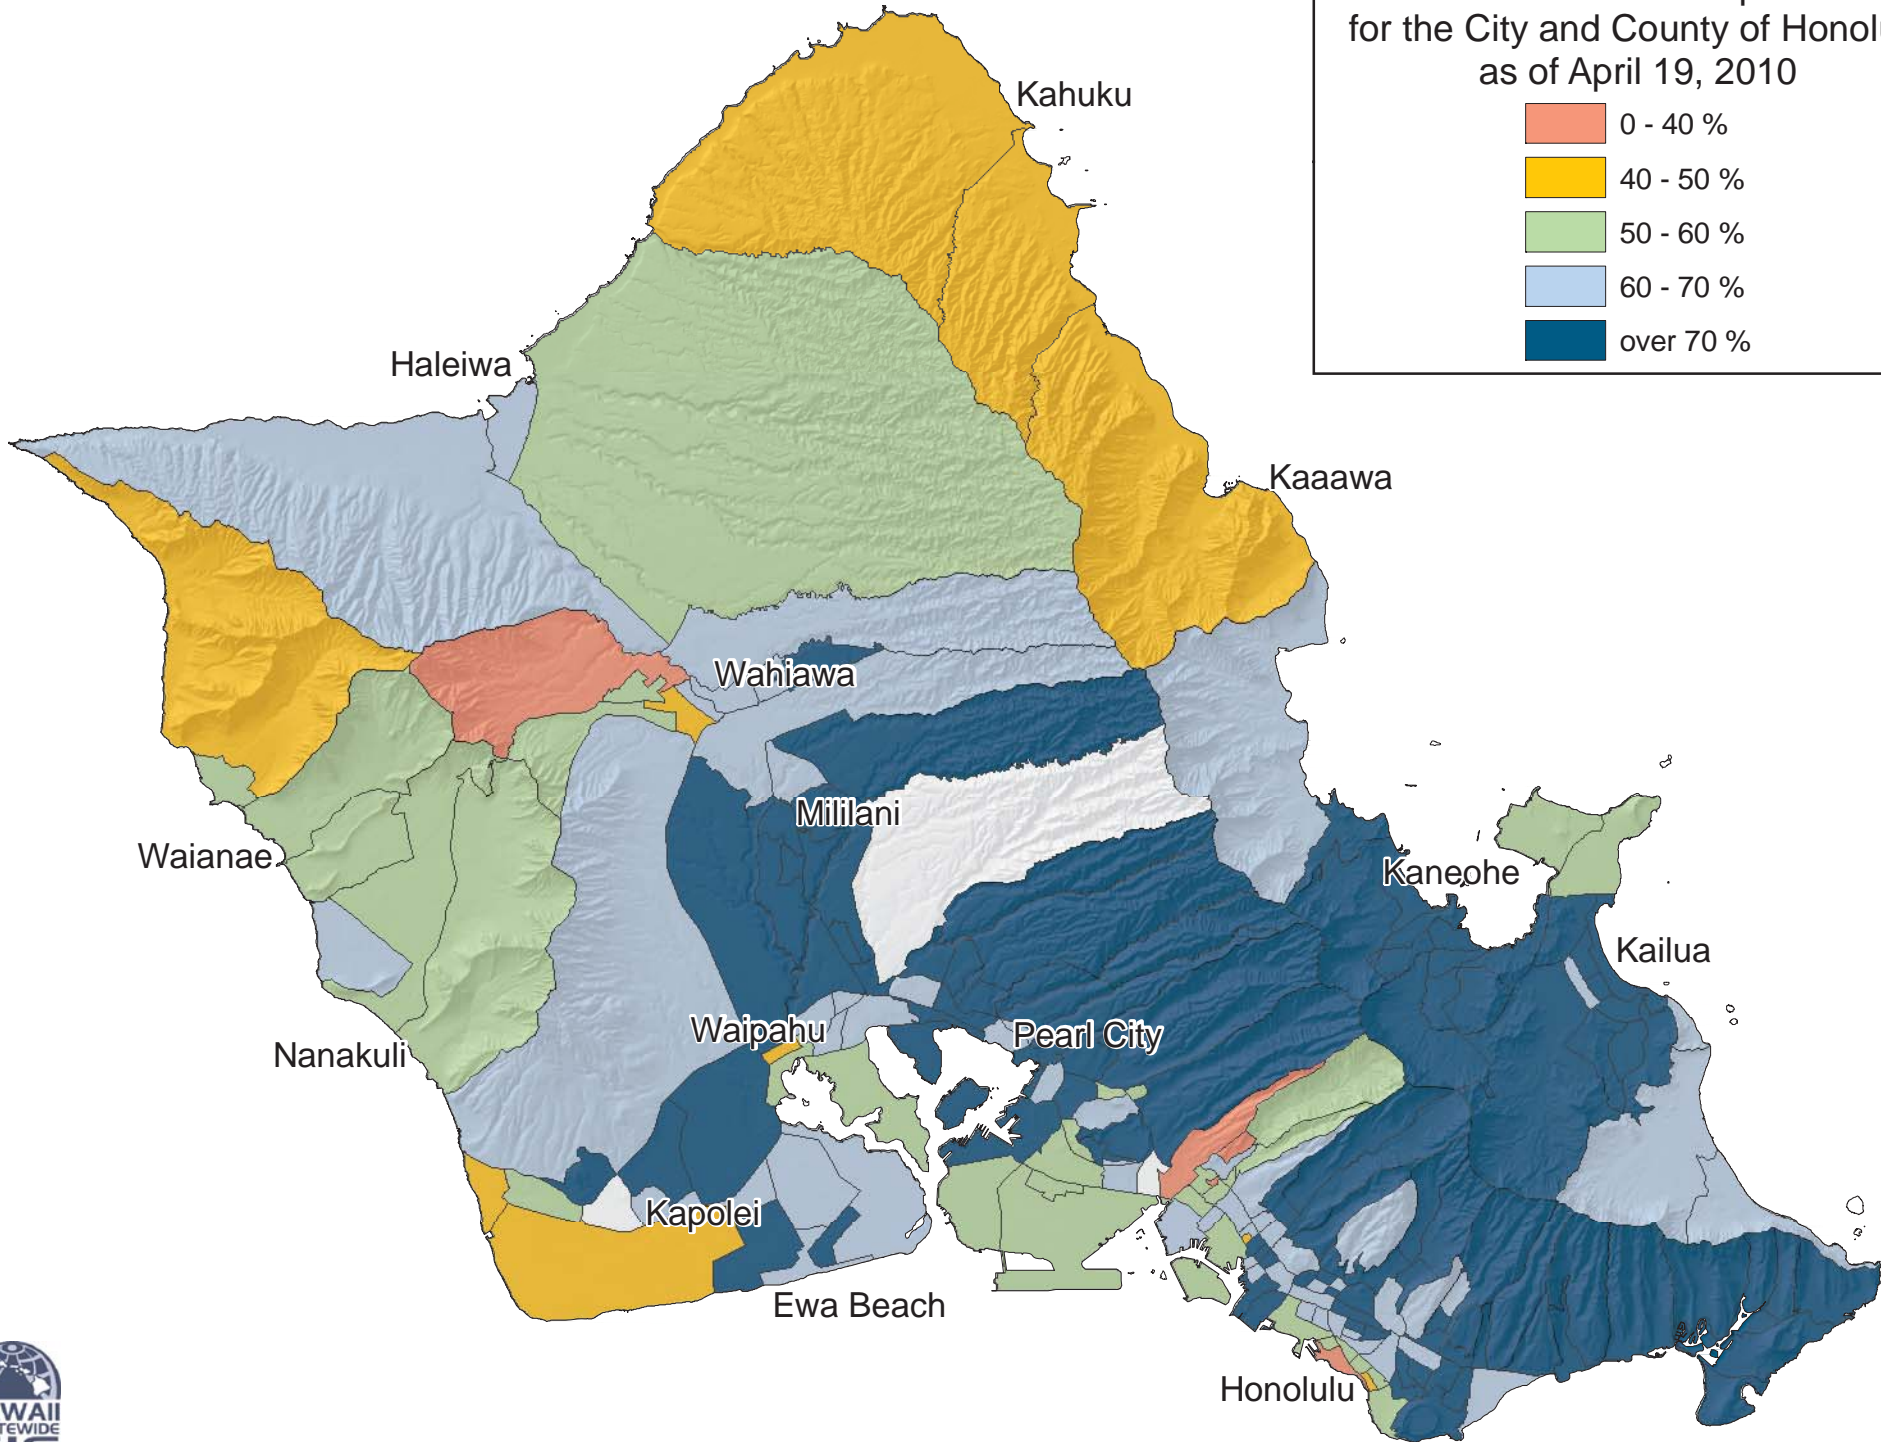 for the City and County of Honol
as of April 19, 2010
0 - 40 %
40 - 50 %
50 - 60 %
60 - 70 %
over 70 %
Kahuku
Haleiwa
Kaaawa
Wahiawa
Mililani
Waianae
Kaneohe
Kailua
Waipahu
Pearl City
Nanakuli
Kapolei
Ewa Beach
Honolulu
WAII
TEWIDE